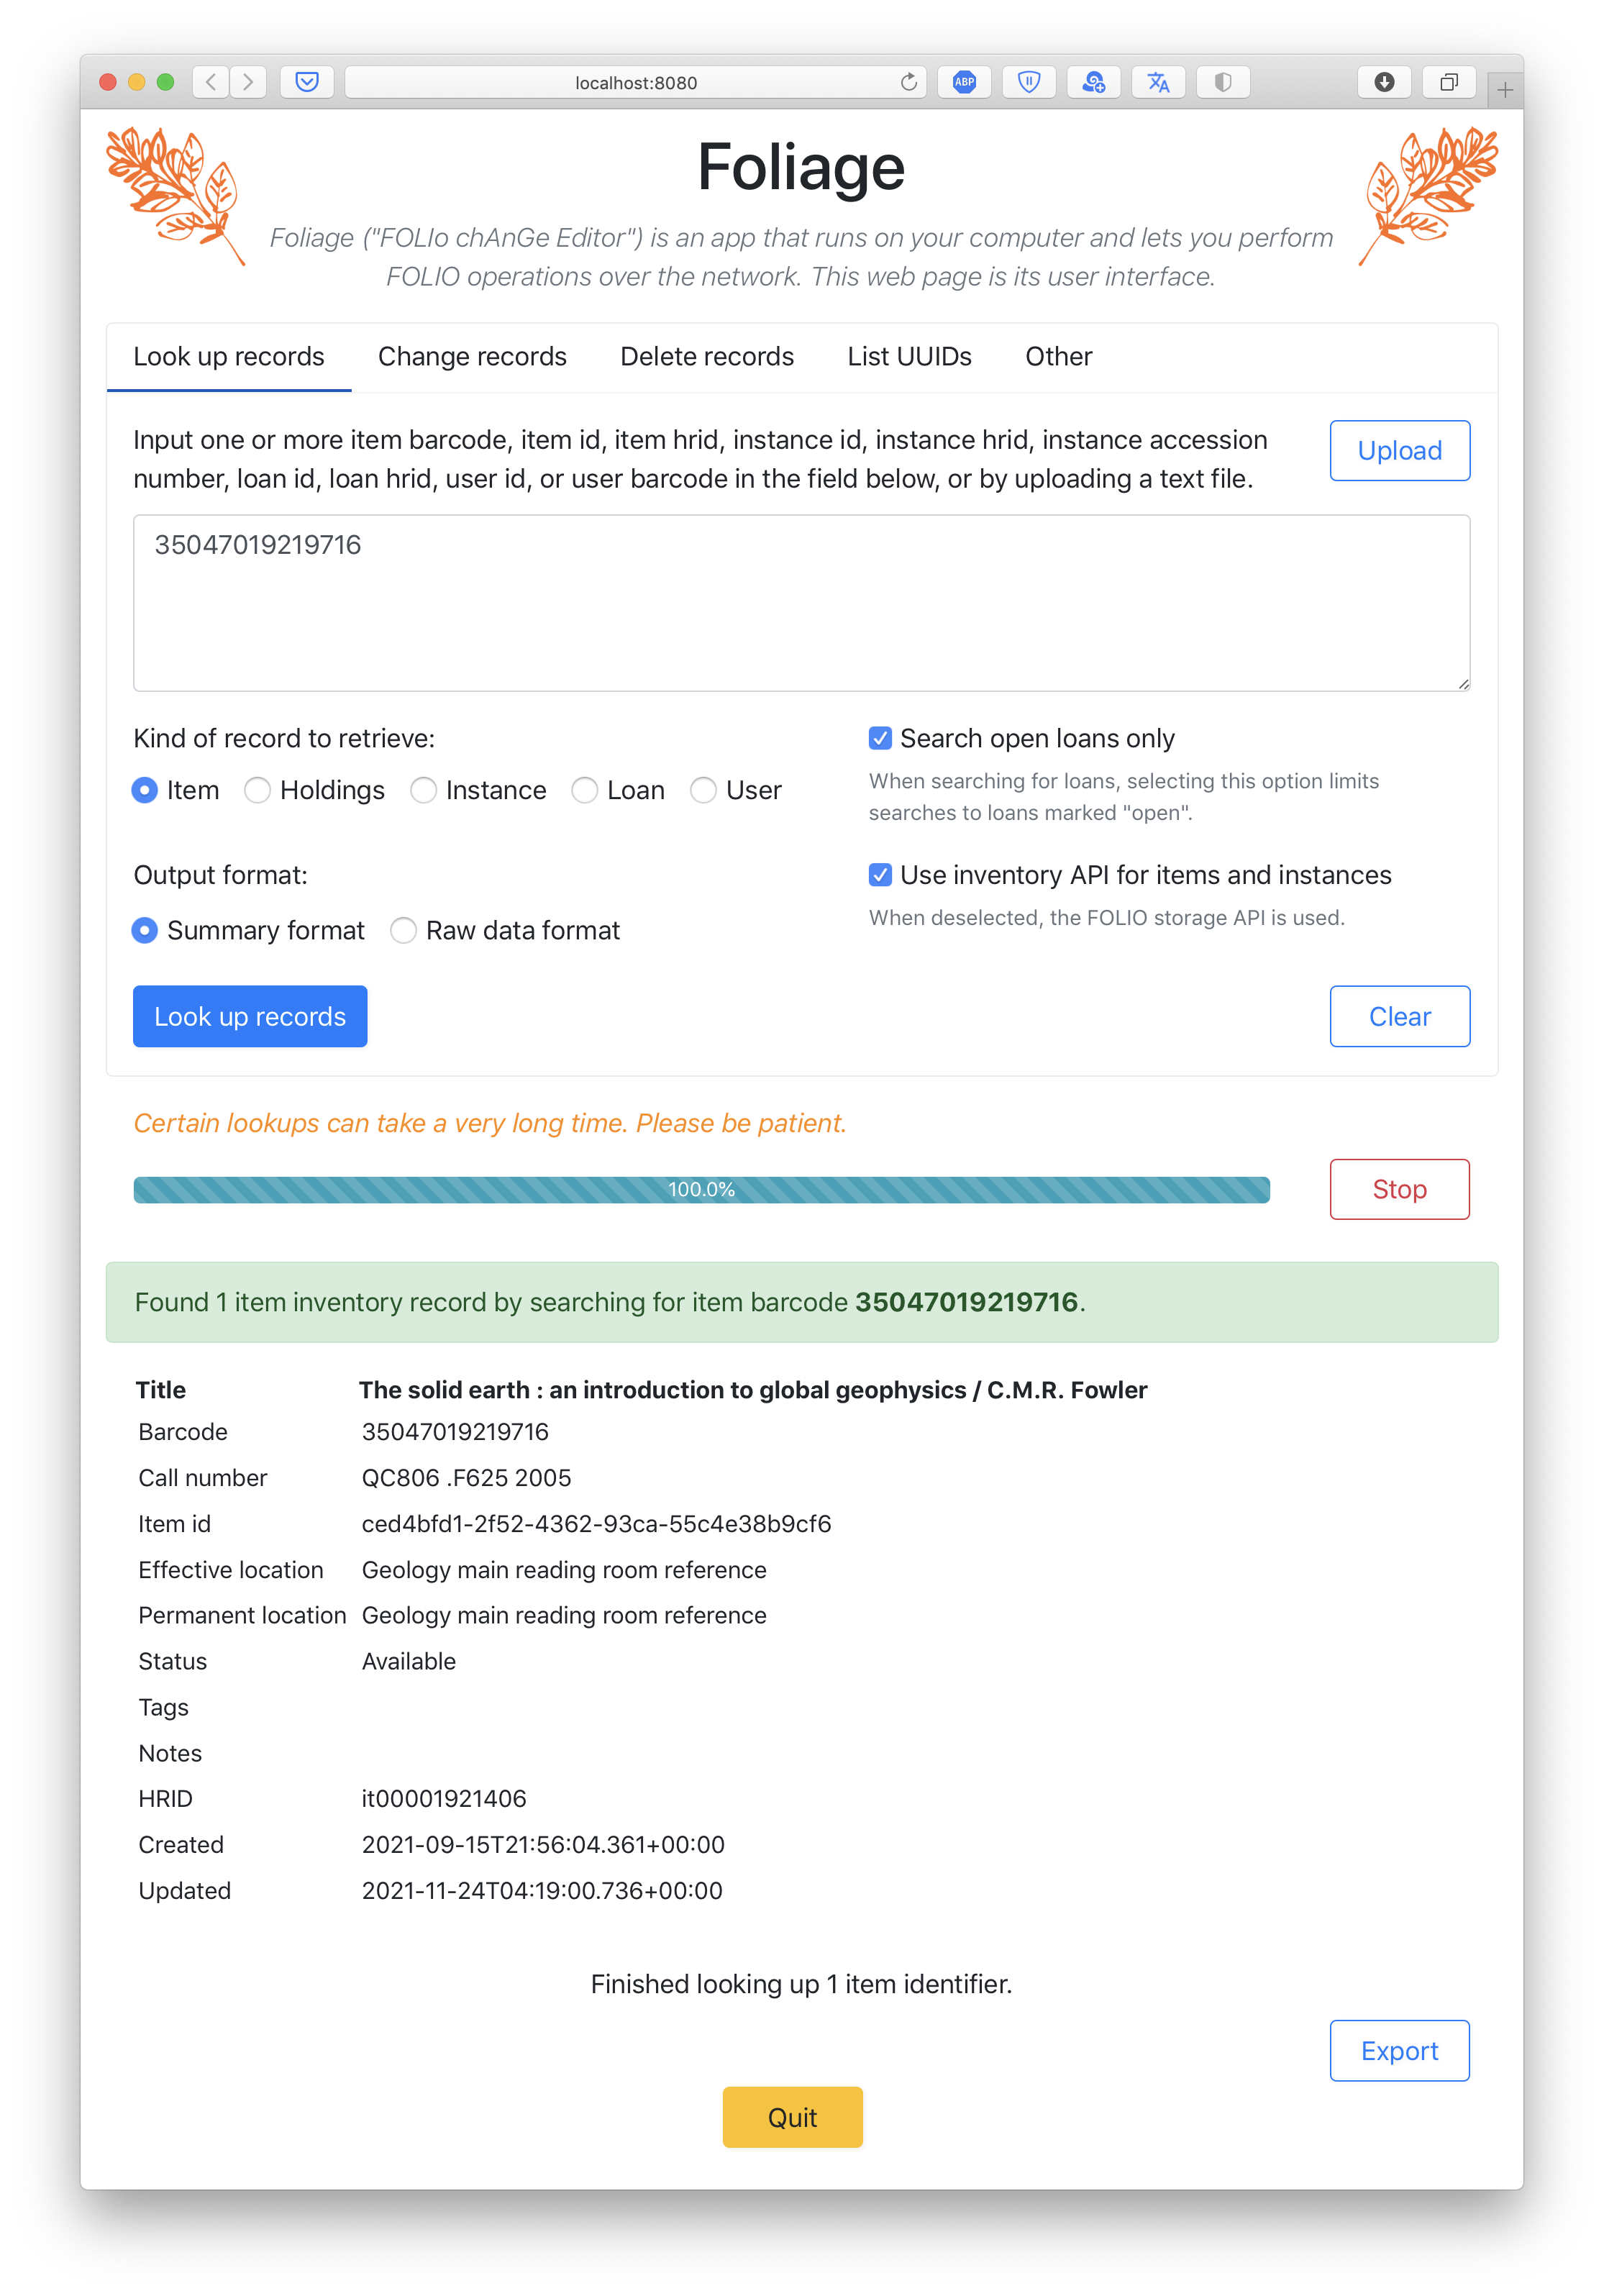 localhost:8080
ABP
Foliage
Foliage ("FOLIo chAnGe Editor") is an app that runs on your computer and lets you perform
FOLIO operations over the network. This web page is its user interface.
Look up records Change records Delete records List UUIDs Other
Input one or more item barcode, item id, item hrid, instance id, instance hrid, instance accession
number, loan id, loan hrid, user id, or user barcode in the field below, or by uploading a text file.
Upload
35047019219716
Kind of record to retrieve:
Item Holdings Instance Loan User
Search open loans only
When searching for loans, selecting this option limits
searches to loans marked "open".
Output format:
Summary format Raw data format
Use inventory API for items and instances
When deselected, the FOLIO storage API is used.
Look up records
Clear
Certain lookups can take a very long time. Please be patient.
100.0%
Stop
Found 1 item inventory record by searching for item barcode 35047019219716.
Title The solid earth : an introduction to global geophysics / C.M.R. Fowler
Barcode 35047019219716
Call number QC806 .F625 2005
Item id ced4bfd1-2f52-4362-93ca-55c4e38b9cf6
Effective location Geology main reading room reference
Permanent location Geology main reading room reference
Status Available
Tags
Notes
HRID it00001921406
Created 2021-09-15T21:56:04.361+00:00
Updated 2021-11-24T04:19:00.736+00:00
Finished looking up 1 item identifier.
Export
Quit